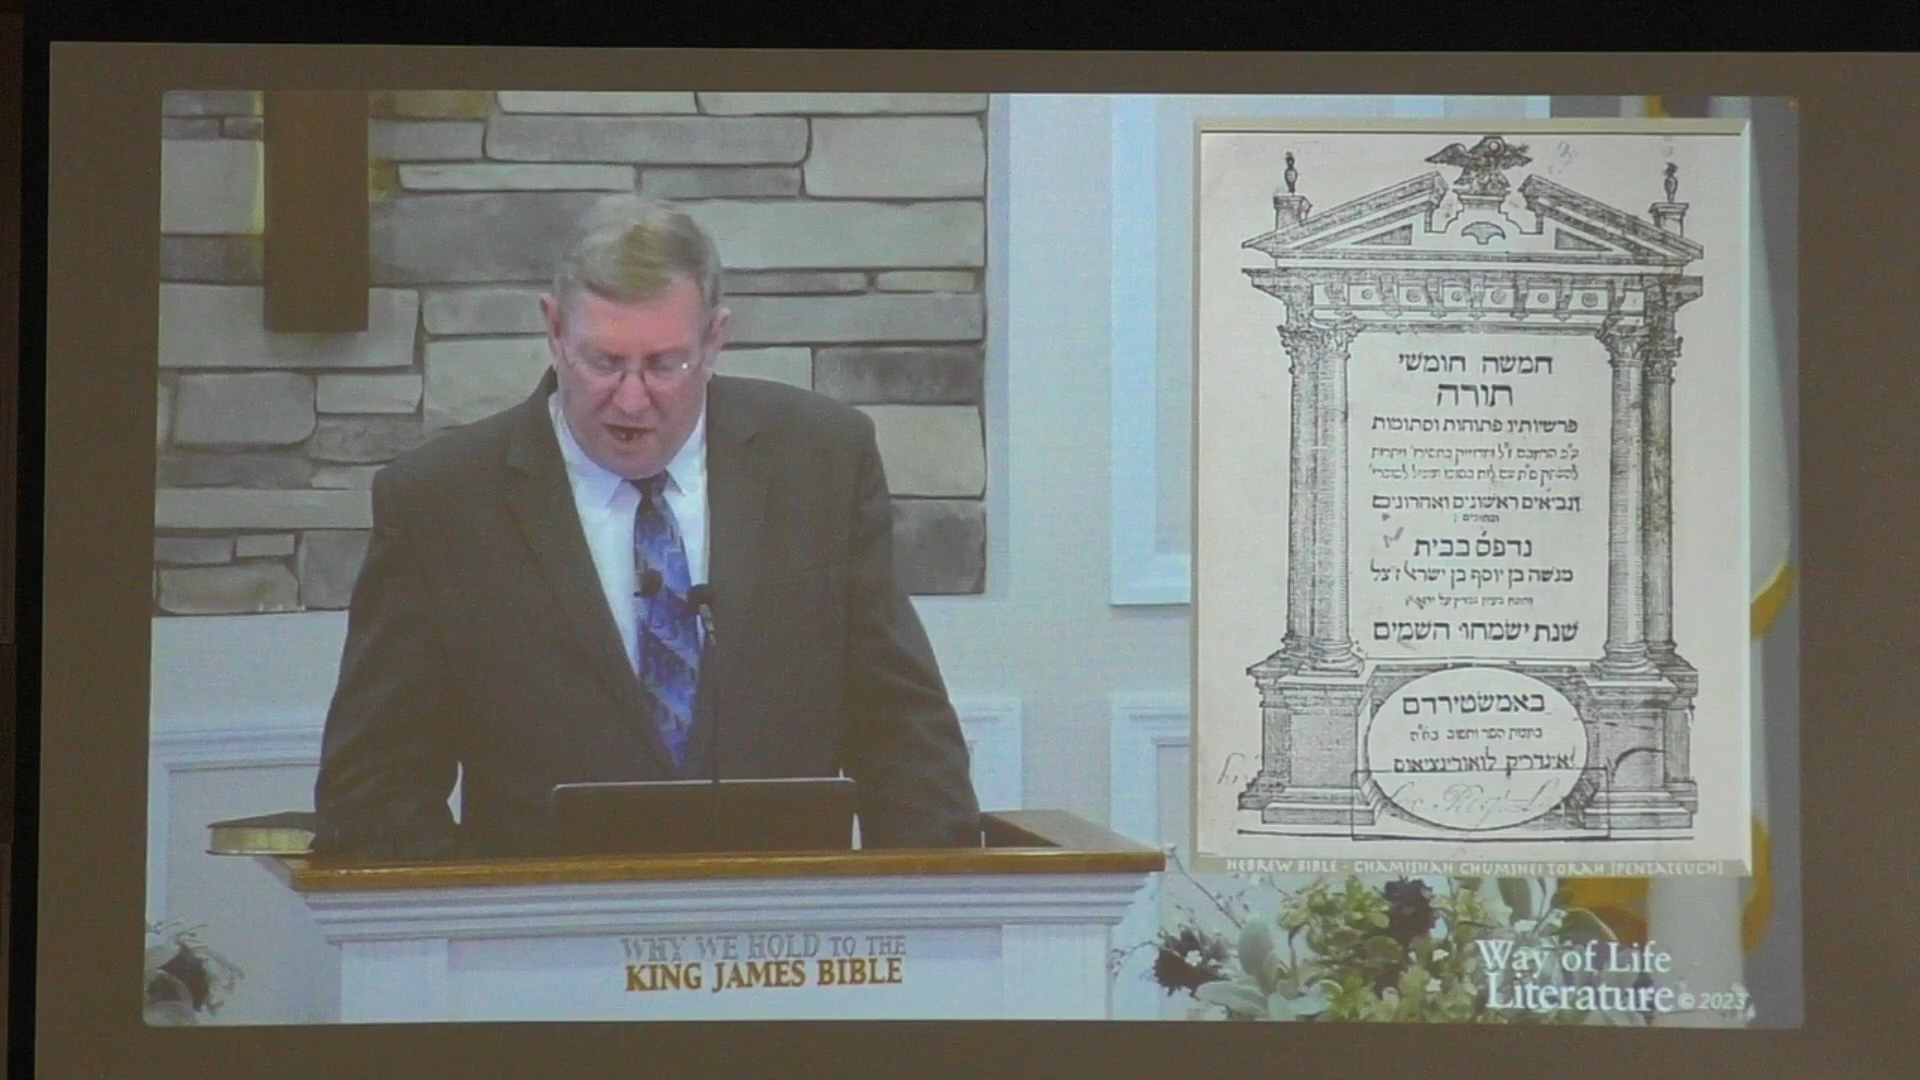 חמשה חומשי
תורה
פרשיותיו פתוחות וסתומות
נביאים ראשונים ואחרונים
נדפס בבית
מנשה בן יוסף בן ישראל זצל
שנת ישמחו השמים
באמשטירדם
HEBREW BIBLE - CHAMISHAH CHUMSHEI TORAH [PENTATEUCH]
WHY WE HOLD TO THE
KING JAMES BIBLE
Way of Life
Literature © 2023